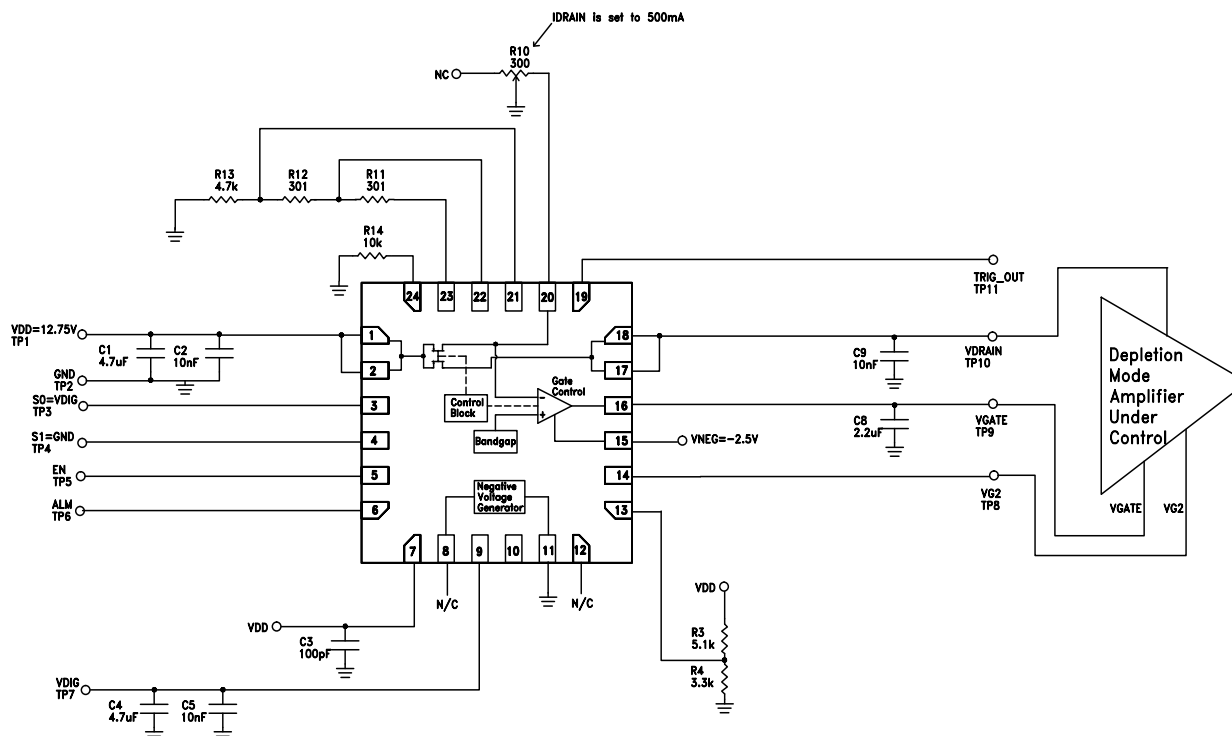 IDRAIN is set to 500mA
R10
300
NC
R13
4.7k
R12
301
R11
301
R14
10k
24
23
22
21
20
19
TRIG_OUT
TP11
VDD=12.75V
TP1
C1
4.7uF
C2
10nF
GND
TP2
S0=VDIG
TP3
S1=GND
TP4
EN
TP5
ALM
TP6
1
2
3
4
5
6
Control
Block
Bandgap
Gate
Control
-
+
Negative
Voltage
Generator
18
17
16
15
14
13
C9
10nF
VDRAIN
TP10
C8
2.2uF
VGATE
TP9
VNEG=-2.5V
VG2
TP8
Depletion
Mode
Amplifier
Under
Control
VGATE
VG2
7
8
9
10
11
12
N/C
N/C
VDD
C3
100pF
VDIG
TP7
C4
4.7uF
C5
10nF
VDD
R3
5.1k
R4
3.3k